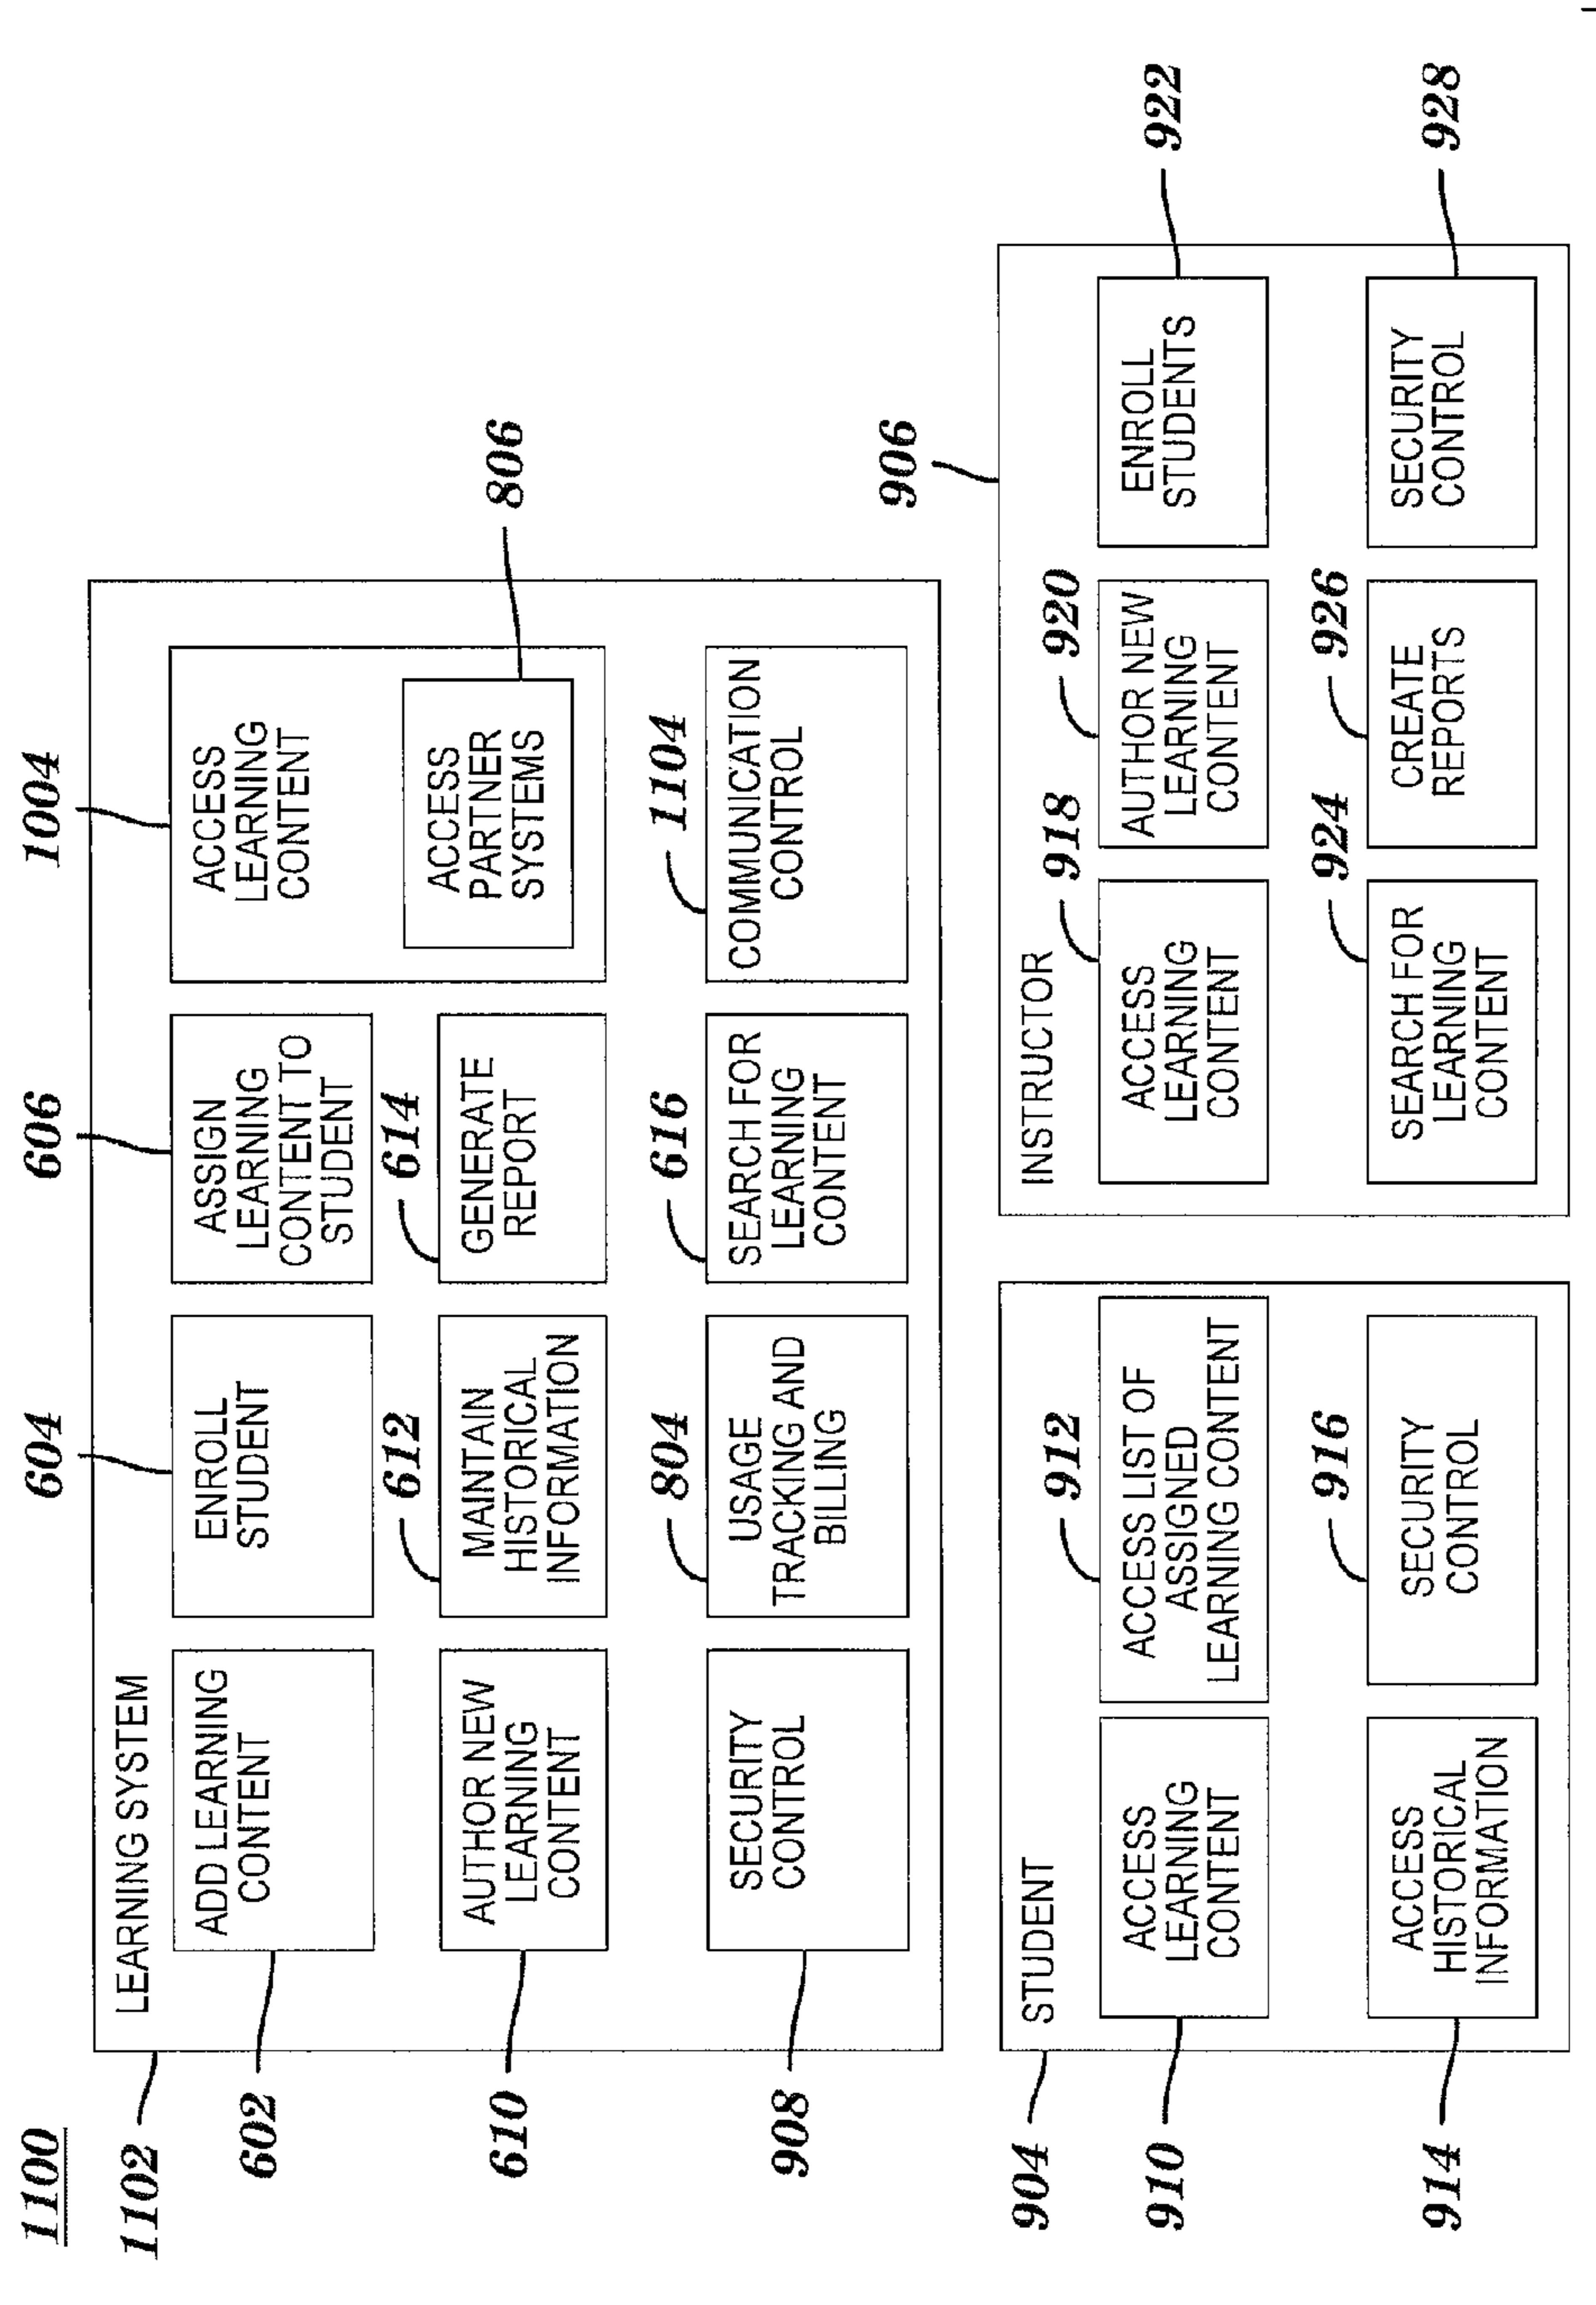 1100
1102
LEARNING SYSTEM
602
ADD LEARNING
CONTENT
604
ENROLL
STUDENT
606
ASSIGN
LEARNING
CONTENT TO
STUDENT
1004
ACCESS
LEARNING
CONTENT
806
ACCESS
PARTNER
SYSTEMS
610
AUTHOR NEW
LEARNING
CONTENT
612
MAINTAIN
HISTORICAL
INFORMATION
614
GENERATE
REPORT
908
SECURITY
CONTROL
804
USAGE
TRACKING AND
BILLING
616
SEARCH FOR
LEARNING
CONTENT
1104
COMMUNICATION
CONTROL
904
STUDENT
910
ACCESS
LEARNING
CONTENT
912
ACCESS LIST OF
ASSIGNED
LEARNING CONTENT
914
ACCESS
HISTORICAL
INFORMATION
916
SECURITY
CONTROL
906
INSTRUCTOR
918
ACCESS
LEARNING
CONTENT
920
AUTHOR NEW
LEARNING
CONTENT
922
ENROLL
STUDENTS
924
SEARCH FOR
LEARNING
CONTENT
926
CREATE
REPORTS
928
SECURITY
CONTROL